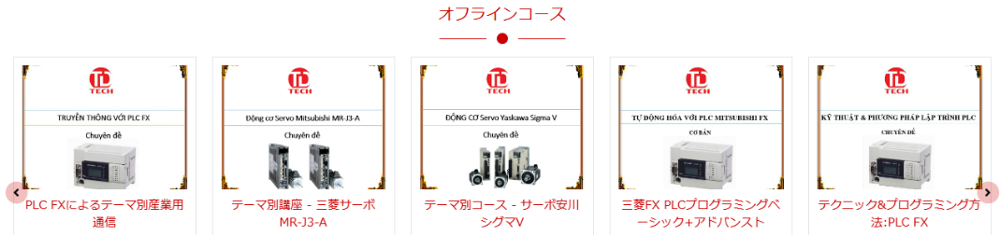 オフラインコース
TECH
TRUYỀN THÔNG VỚI PLC FX
Chuyên đề
PLC FXによるテーマ別産業用
通信
TECH
Động cơ Servo Mitsubishi MR-J3-A
Chuyên đề
テーマ別講座 - 三菱サーボ
MR-J3-A
TECH
ĐỘNG CƠ Servo Yaskawa Sigma V
Chuyên đề
テーマ別コース - サーボ安川
シグマV
TECH
TỰ ĐỘNG HÓA VỚI PLC MITSUBISHI FX
CƠ BẢN
三菱FX PLCプログラミングベ
ーシック+アドバンスト
TECH
KỸ THUẬT & PHƯƠNG PHÁP LẬP TRÌNH PLC
CHUYÊN ĐỀ
テクニック&プログラミング方
法:PLC FX